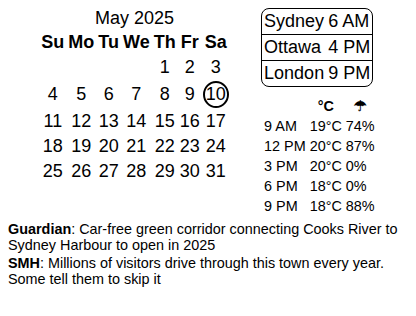 May 2025
Su Mo Tu We Th Fr Sa
1 2 3
4 5 6 7 8 9 10
11 12 13 14 15 16 17
18 19 20 21 22 23 24
25 26 27 28 29 30 31
Sydney 6 AM
Ottawa 4 PM
London 9 PM
°C ☂
9 AM 19°C 74%
12 PM 20°C 87%
3 PM 20°C 0%
6 PM 18°C 0%
9 PM 18°C 88%
Guardian: Car-free green corridor connecting Cooks River to
Sydney Harbour to open in 2025
SMH: Millions of visitors drive through this town every year.
Some tell them to skip it